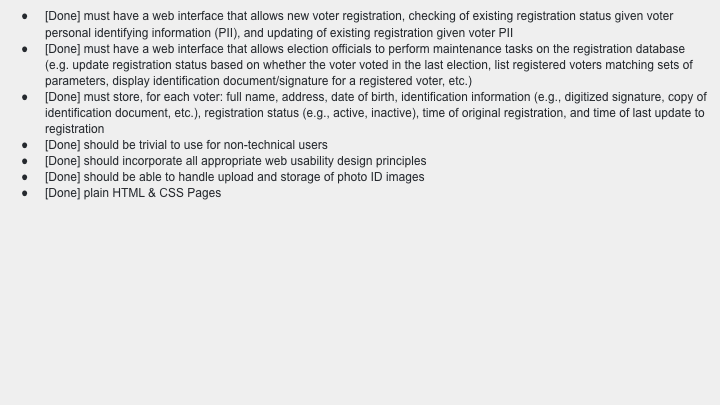 ● [Done] must have a web interface that allows new voter registration, checking of existing registration status given voter
personal identifying information (PII), and updating of existing registration given voter PII
● [Done] must have a web interface that allows election officials to perform maintenance tasks on the registration database
(e.g. update registration status based on whether the voter voted in the last election, list registered voters matching sets of
parameters, display identification document/signature for a registered voter, etc.)
● [Done] must store, for each voter: full name, address, date of birth, identification information (e.g., digitized signature, copy of
identification document, etc.), registration status (e.g., active, inactive), time of original registration, and time of last update to
registration
● [Done] should be trivial to use for non-technical users
● [Done] should incorporate all appropriate web usability design principles
● [Done] should be able to handle upload and storage of photo ID images
● [Done] plain HTML & CSS Pages